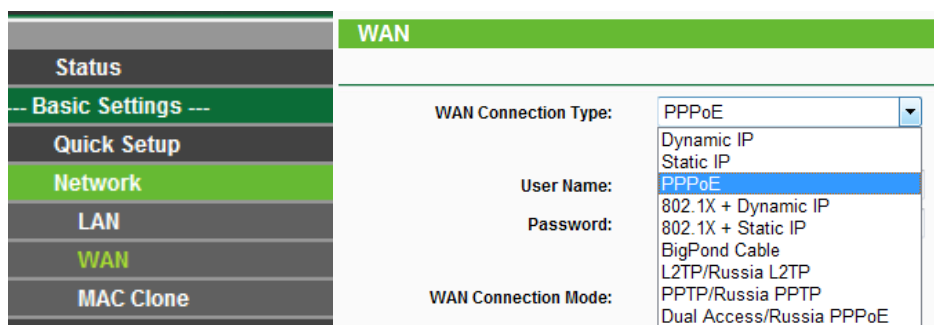 Status
--- Basic Settings ---
Quick Setup
Network
LAN
WAN
MAC Clone
WAN
WAN Connection Type:
PPPoE
Dynamic IP
Static IP
PPPoE
802.1X + Dynamic IP
802.1X + Static IP
BigPond Cable
L2TP/Russia L2TP
PPTP/Russia PPTP
Dual Access/Russia PPPoE
User Name:
Password:
WAN Connection Mode: